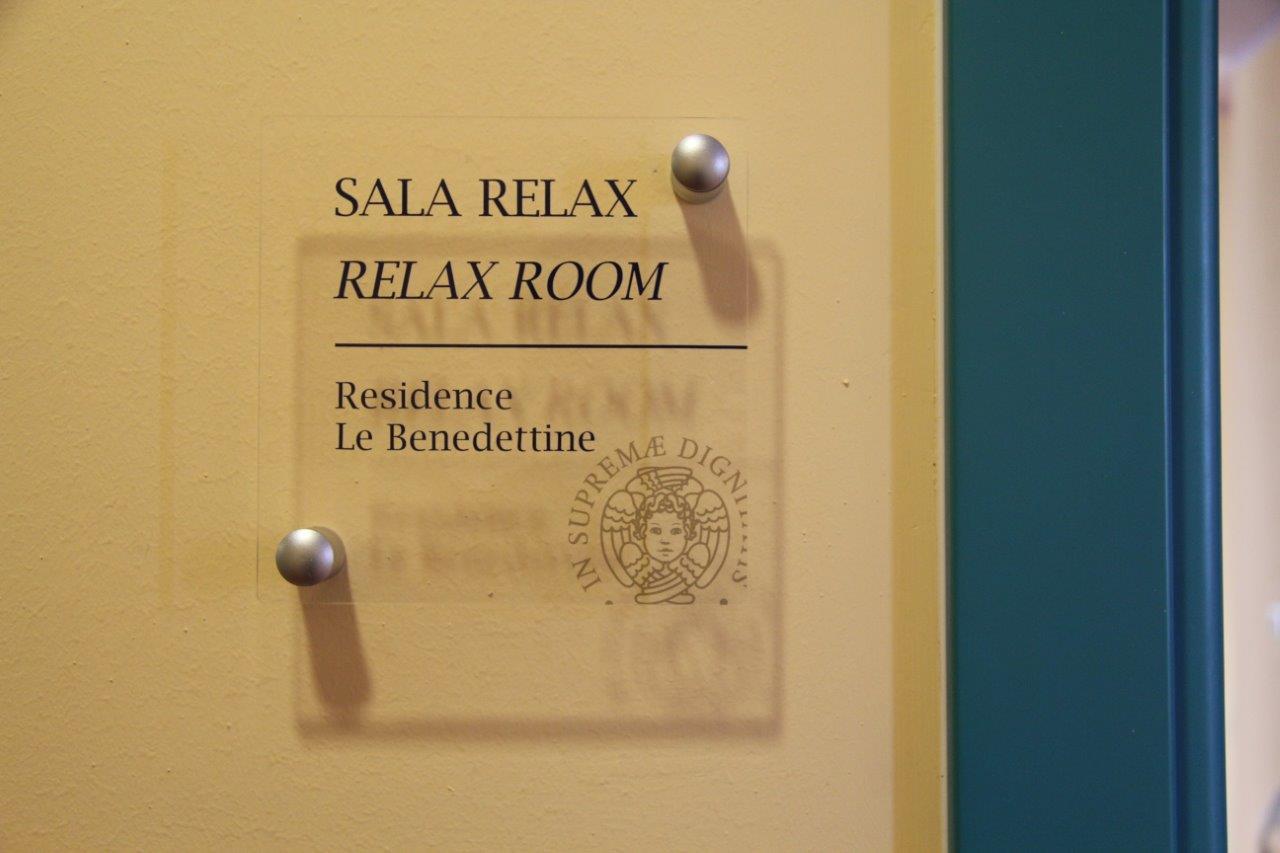 SALA RELAX
RELAX ROOM
Residence
Le Benedettine
IN SUPREMÆ DIGNITATIS